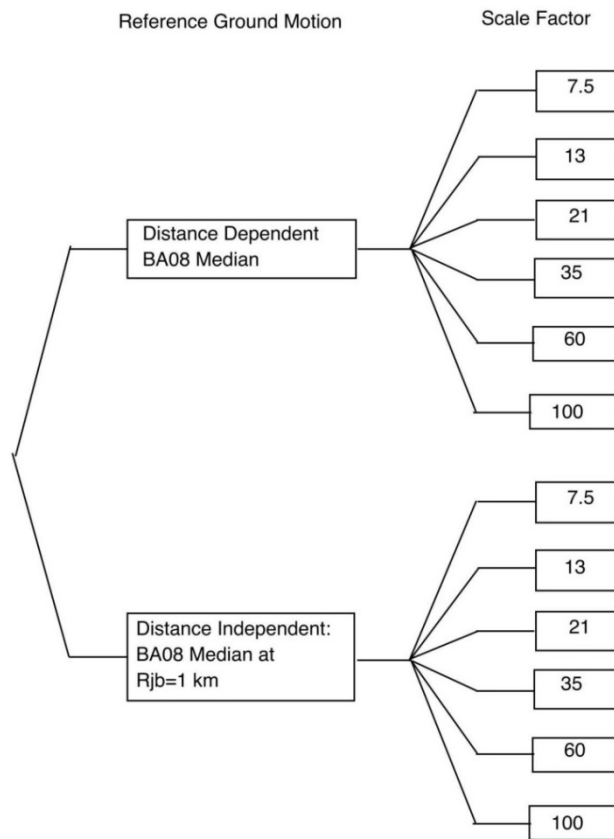 Reference Ground Motion
Scale Factor
Distance Dependent
BA08 Median
7.5
13
21
35
60
100
Distance Independent:
BA08 Median at
Rjb=1 km
7.5
13
21
35
60
100